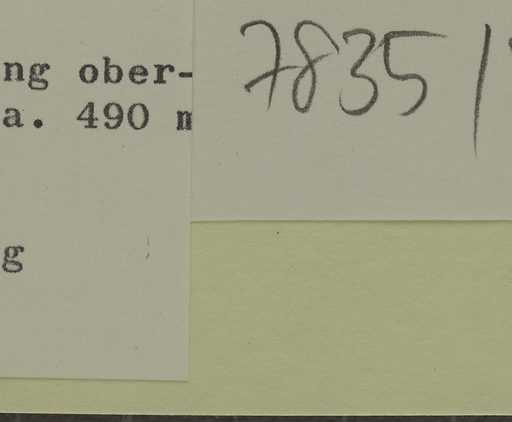 ng ober-
a. 490 m
g
7835/